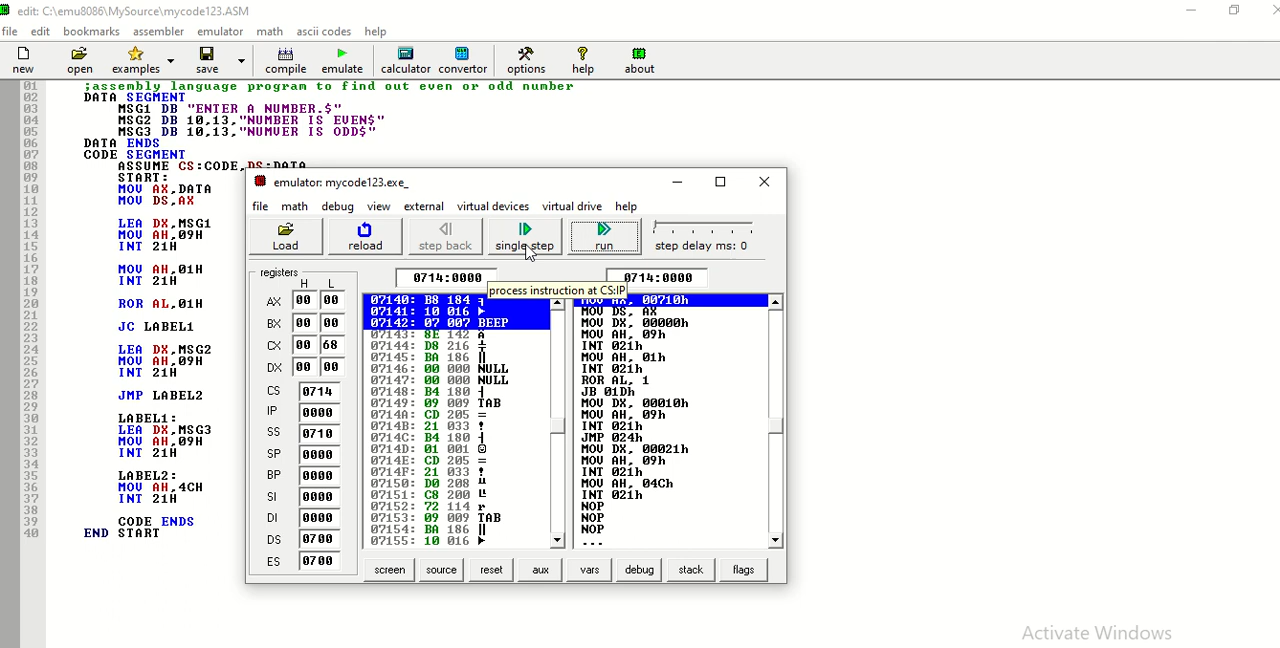 edit: C:\emu8086\MySource\mycode123.ASM
file edit bookmarks assembler emulator math ascii codes help
new open examples save compile emulate calculator convertor options help about
01 ;assembly language program to find out even or odd number
02 DATA SEGMENT
03 MSG1 DB "ENTER A NUMBER.$"
04 MSG2 DB 10,13,"NUMBER IS EVEN$"
05 MSG3 DB 10,13,"NUMVER IS ODD$"
06 DATA ENDS
07 CODE SEGMENT
08 ASSUME CS:CODE,DS:DATA
09 START:
10 MOV AX,DATA
11 MOV DS,AX
12
13 LEA DX,MSG1
14 MOV AH,09H
15 INT 21H
16
17 MOV AH,01H
18 INT 21H
19
20 ROR AL,01H
21
22 JC LABEL1
23
24 LEA DX,MSG2
25 MOV AH,09H
26 INT 21H
27
28 JMP LABEL2
29
30 LABEL1:
31 LEA DX,MSG3
32 MOV AH,09H
33 INT 21H
34
35 LABEL2:
36 MOV AH,4CH
37 INT 21H
38
39 CODE ENDS
40 END START
emulator: mycode123.exe_
file math debug view external virtual devices virtual drive help
Load reload step back single step run step delay ms: 0
registers
H L
AX 00 00
BX 00 00
CX 00 68
DX 00 00
CS 0714
IP 0000
SS 0710
SP 0000
BP 0000
SI 0000
DI 0000
DS 0700
ES 0700
0714:0000
0714:0000
process instruction at CS:IP
07140: B8 184 ╕
07141: 10 016 ►
07142: 07 007 BEEP
07143: 8E 142 Ä
07144: D8 216 ╪
07145: BA 186 ║
07146: 00 000 NULL
07147: 00 000 NULL
07148: B4 180 ┤
07149: 09 009 TAB
0714A: CD 205 =
0714B: 21 033 !
0714C: B4 180 ┤
0714D: 01 001 ☺
0714E: CD 205 =
0714F: 21 033 !
07150: D0 208 ╨
07151: C8 200 ╚
07152: 72 114 r
07153: 09 009 TAB
07154: BA 186 ║
07155: 10 016 ►
MOV AX, 00710h
MOV DS, AX
MOV DX, 00000h
MOV AH, 09h
INT 021h
MOV AH, 01h
INT 021h
ROR AL, 1
JB 01Dh
MOV DX, 00010h
MOV AH, 09h
INT 021h
JMP 024h
MOV DX, 00021h
MOV AH, 09h
INT 021h
MOV AH, 04Ch
INT 021h
NOP
NOP
NOP
...
screen source reset aux vars debug stack flags
Activate Windows